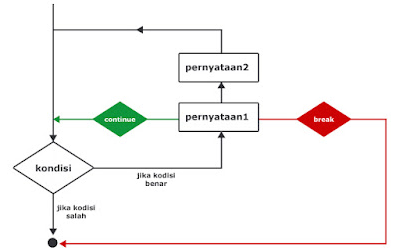 pernyataan2
continue
pernyataan1
break
kondisi
jika kodisi
benar
jika kodisi
salah